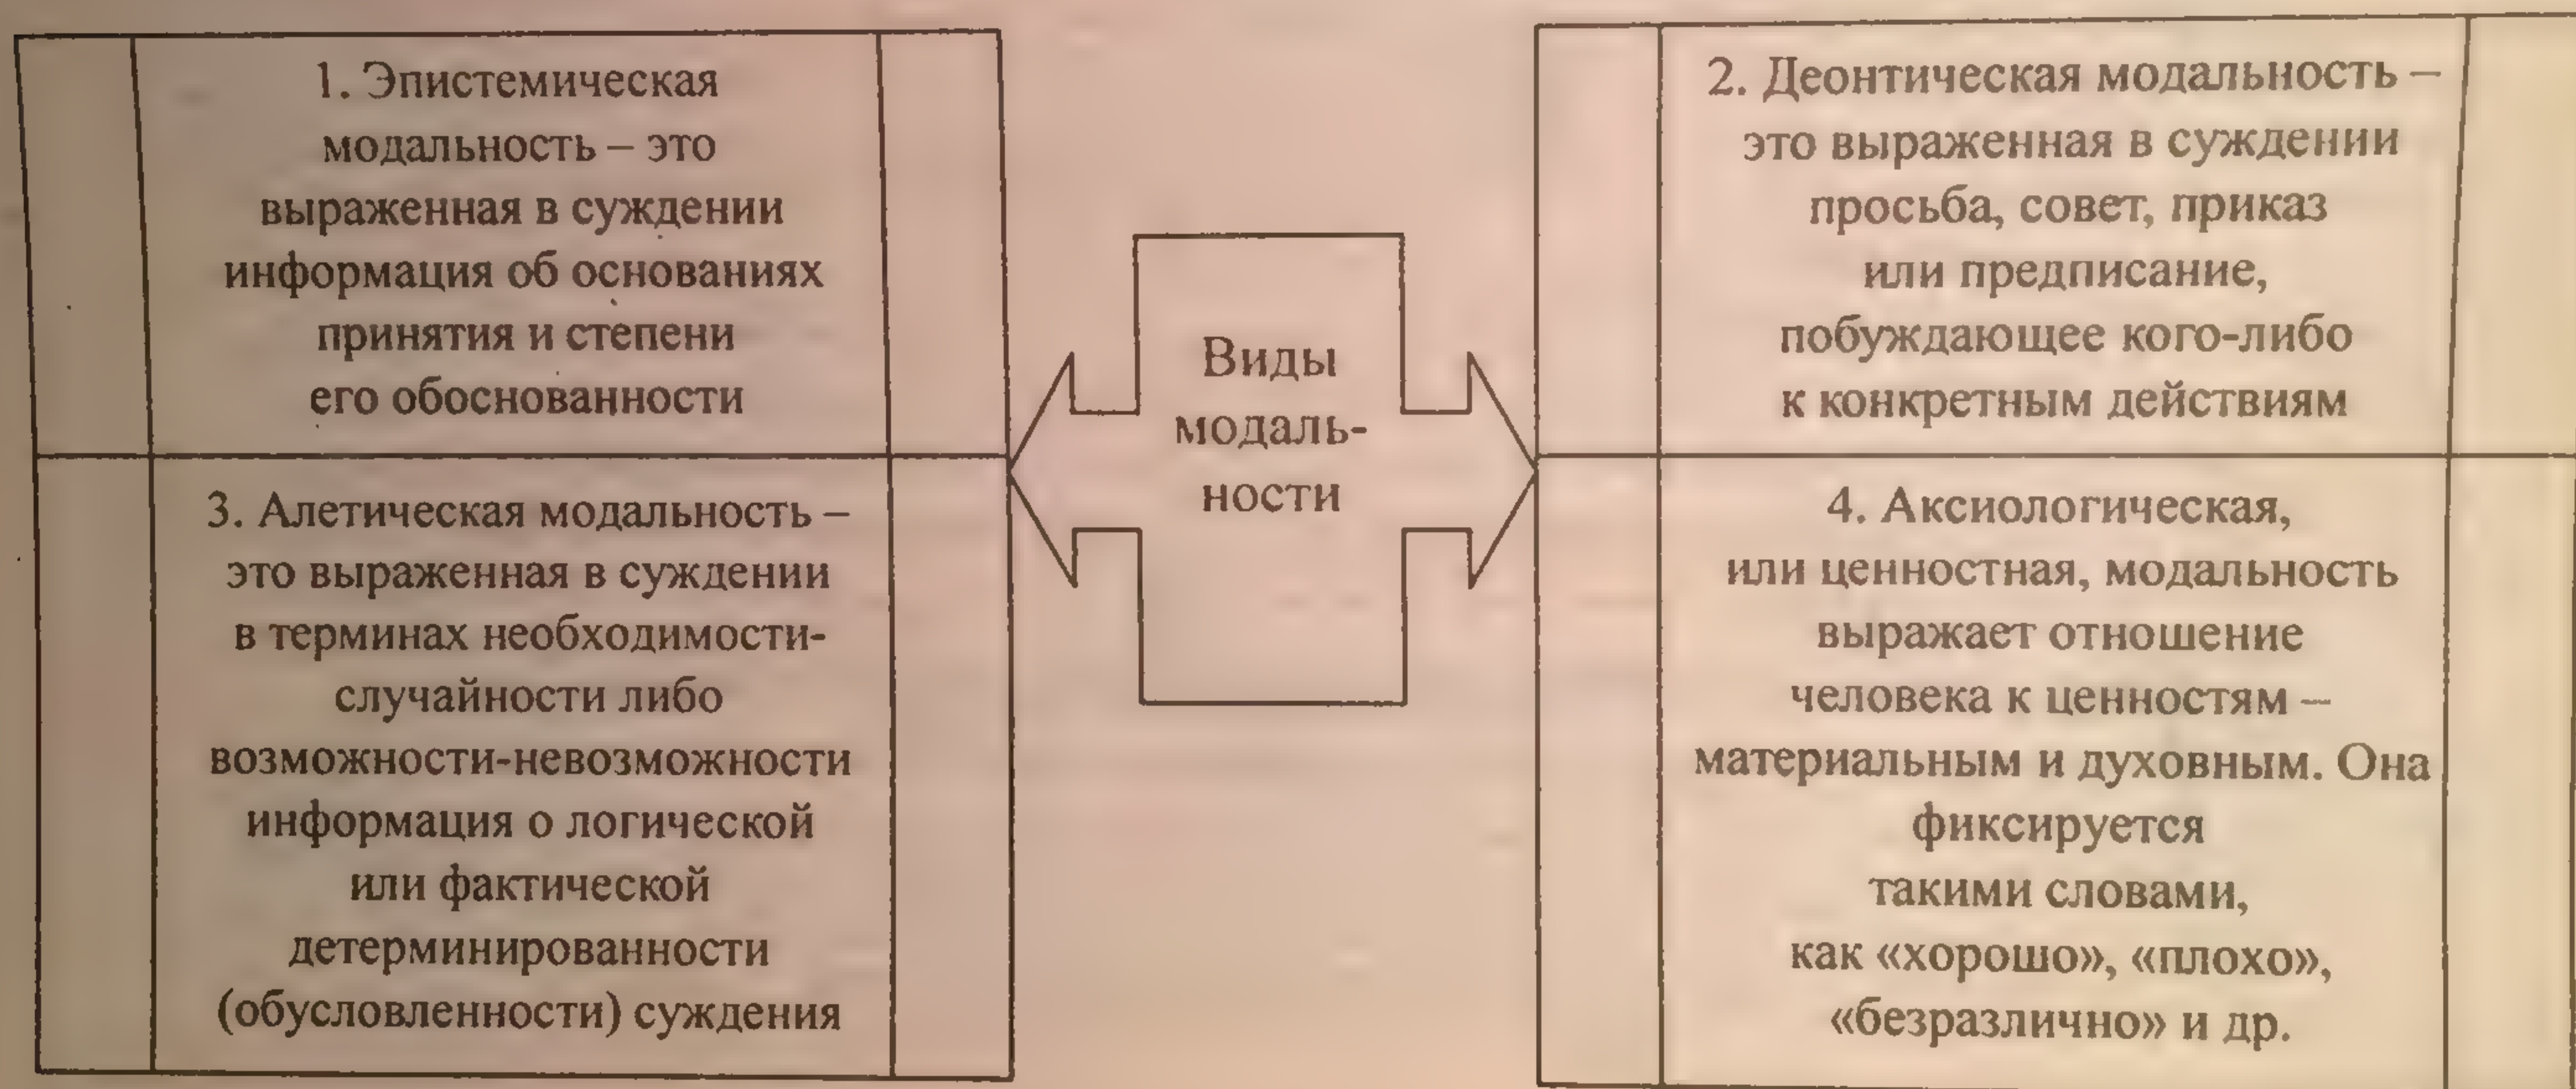 1. Эпистемическая
модальность – это
выраженная в суждении
информация об основаниях
принятия и степени
его обоснованности
2. Деонтическая модальность –
это выраженная в суждении
просьба, совет, приказ
или предписание,
побуждающее кого-либо
к конкретным действиям
Виды
модаль-
ности
3. Алетическая модальность –
это выраженная в суждении
в терминах необходимости-
случайности либо
возможности-невозможности
информация о логической
или фактической
детерминированности
(обусловленности) суждения
4. Аксиологическая,
или ценностная, модальность
выражает отношение
человека к ценностям –
материальным и духовным. Она
фиксируется
такими словами,
как «хорошо», «плохо»,
«безразлично» и др.